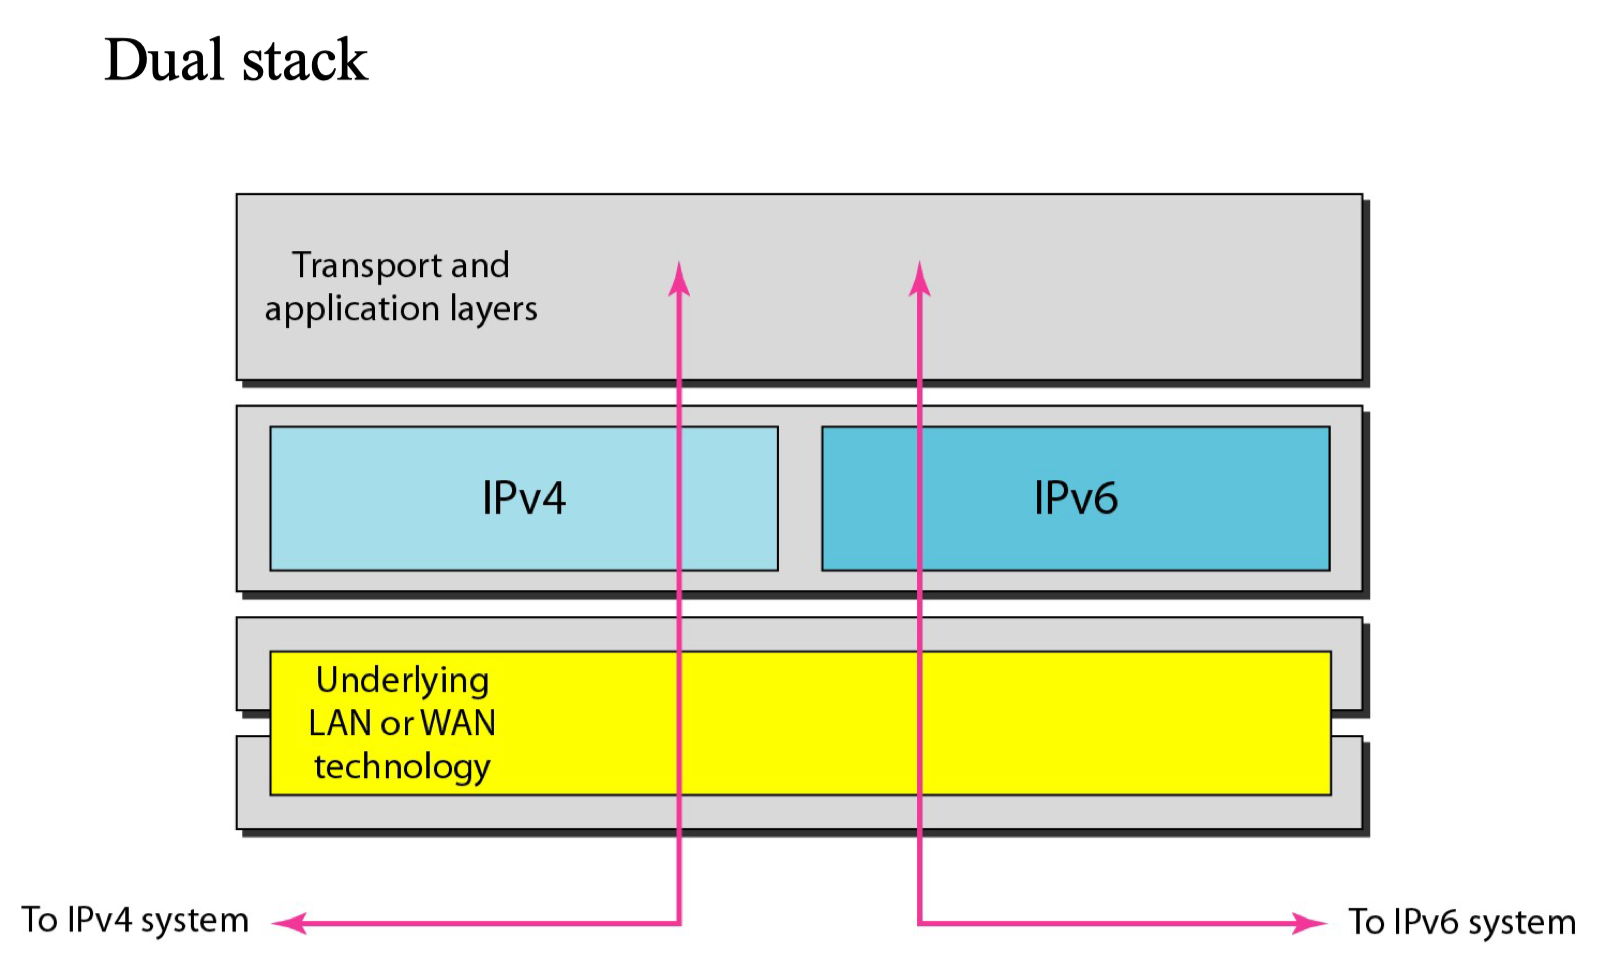 Dual stack
Transport and
application layers
IPv4
IPv6
Underlying
LAN or WAN
technology
To IPv4 system
To IPv6 system